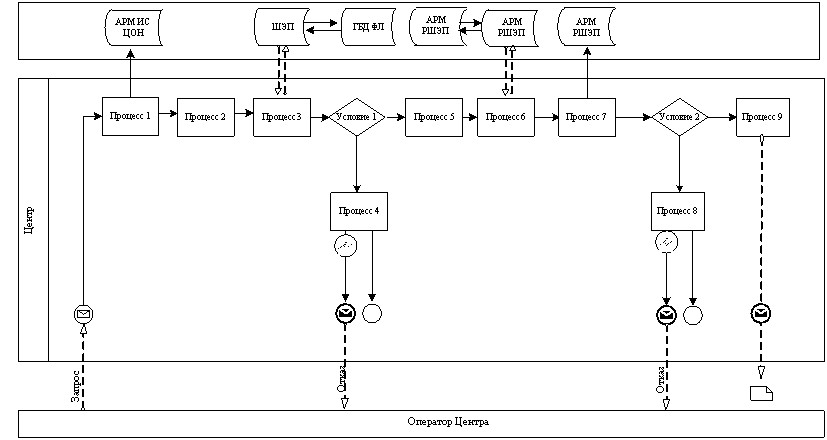 АРМ ИС
ЦОН
ШЭП
ГБД ФЛ
АРМ
РШЭП
АРМ
РШЭП
АРМ
РШЭП
Процесс 1
Процесс 2
Процесс 3
Условие 1
Процесс 5
Процесс 6
Процесс 7
Условие 2
Процесс 9
Процесс 4
Процесс 8
Центр
Запрос
Отказ
Отказ
Оператор Центра